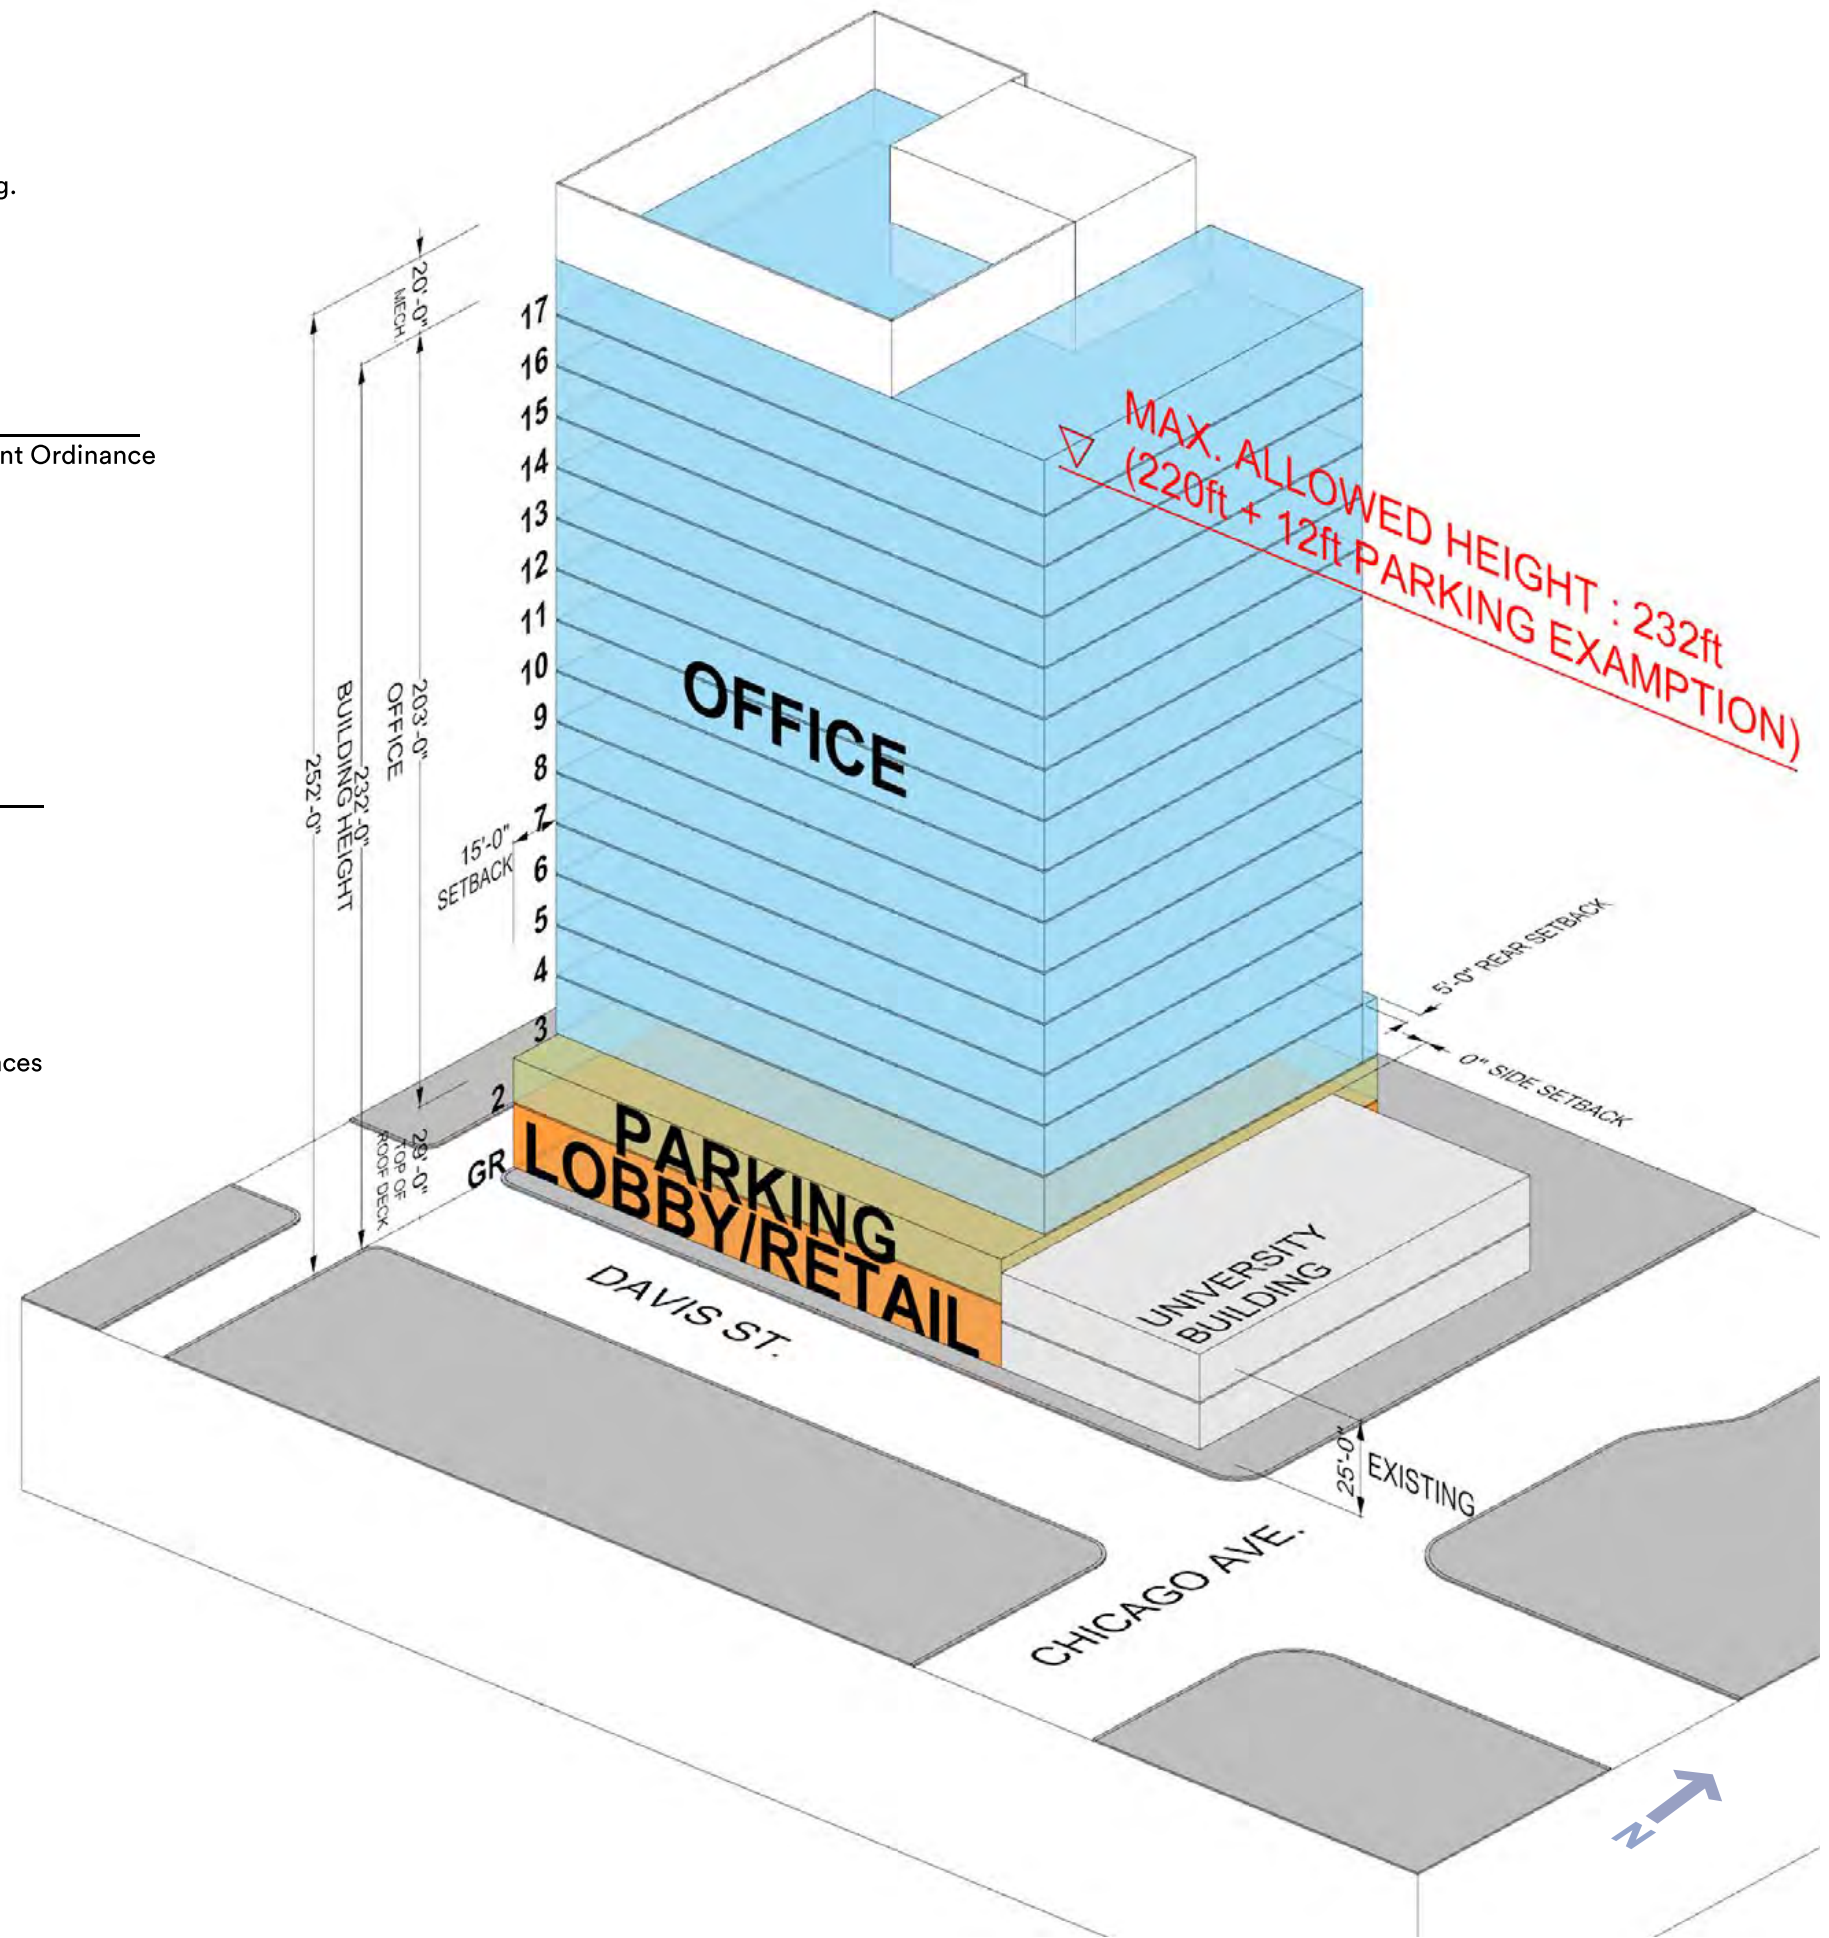 g.
nt Ordinance
nces
20'-0"
MECH.
203'-0"
OFFICE
232'-0"
BUILDING HEIGHT
252'-0"
29'-0"
TOP OF
ROOF DECK
15'-0"
SETBACK
17
16
15
14
13
12
11
10
9
8
7
6
5
4
3
2
GR
OFFICE
PARKING
LOBBY/RETAIL
MAX. ALLOWED HEIGHT : 232ft
(220ft + 12ft PARKING EXAMPTION)
5'-0" REAR SETBACK
0" SIDE SETBACK
UNIVERSITY
BUILDING
DAVIS ST.
25'-0"
EXISTING
CHICAGO AVE.
N